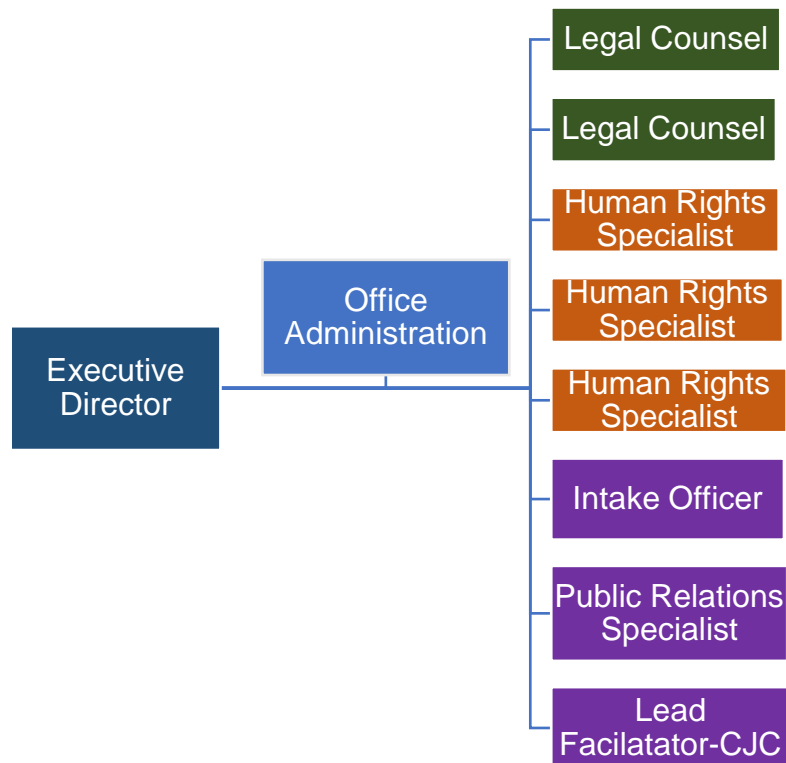 Executive
Director
Office
Administration
Legal Counsel
Legal Counsel
Human Rights
Specialist
Human Rights
Specialist
Human Rights
Specialist
Intake Officer
Public Relations
Specialist
Lead
Facilatator-CJC